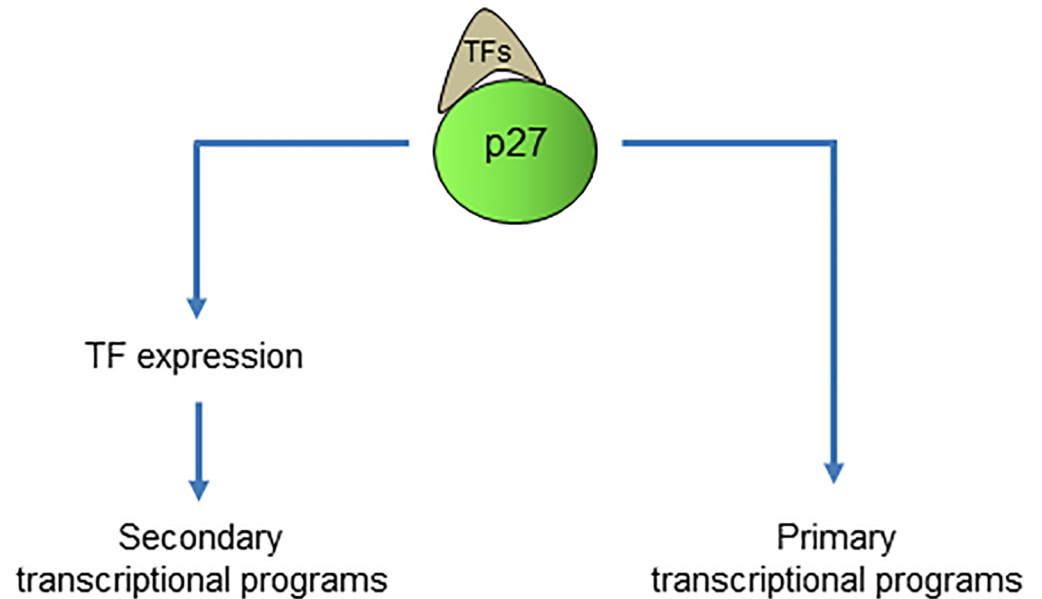 TFs
p27
TF expression
Secondary
transcriptional programs
Primary
transcriptional programs